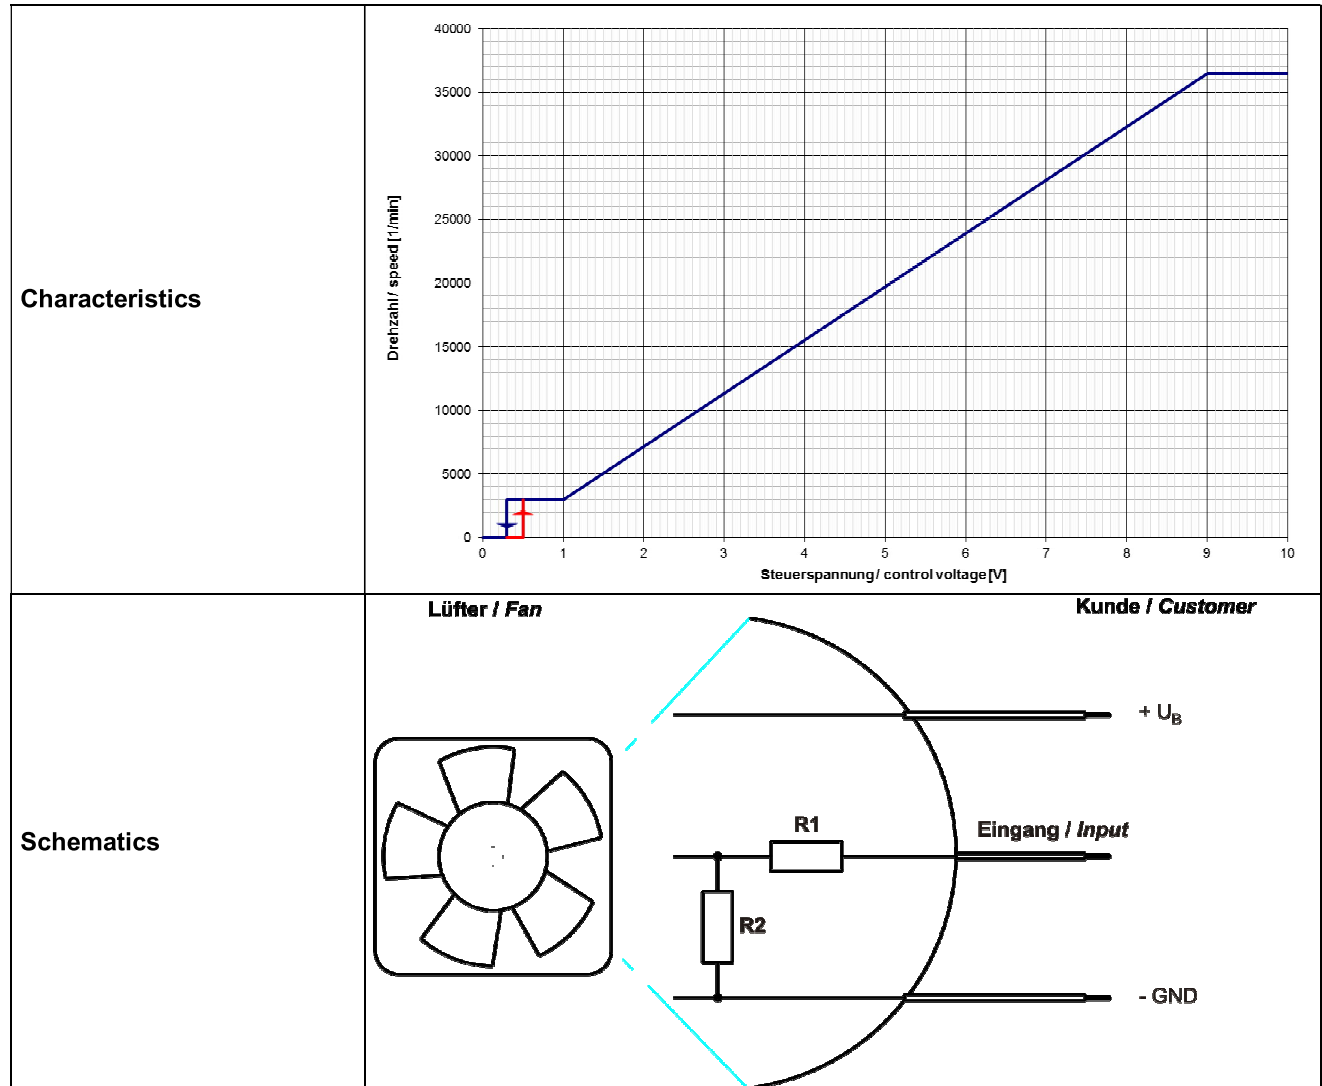 Characteristics
40000
35000
30000
25000
20000
15000
10000
5000
0
Drehzahl / speed [1/min]
0 1 2 3 4 5 6 7 8 9 10
Steuerspannung / control voltage [V]
Schematics
Lüfter / Fan
Kunde / Customer
+ UB
R1
Eingang / Input
R2
- GND